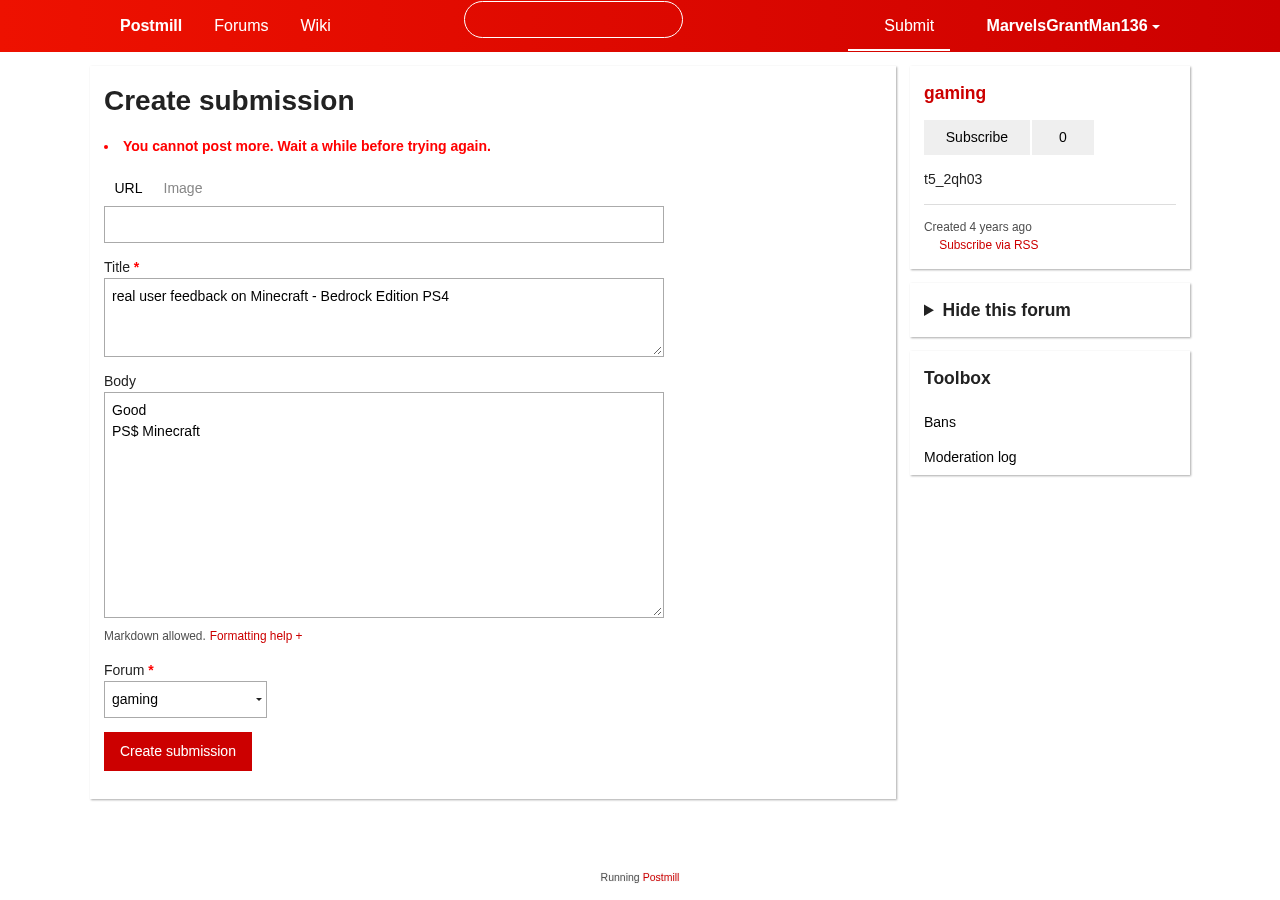 Postmill Forums Wiki Submit MarvelsGrantMan136
Create submission
You cannot post more. Wait a while before trying again.
URL Image
Title *
real user feedback on Minecraft - Bedrock Edition PS4
Body
Good
PS$ Minecraft
Markdown allowed. Formatting help +
Forum *
gaming
Create submission
gaming
Subscribe 0
t5_2qh03
Created 4 years ago
Subscribe via RSS
Hide this forum
Toolbox
Bans
Moderation log
Running Postmill